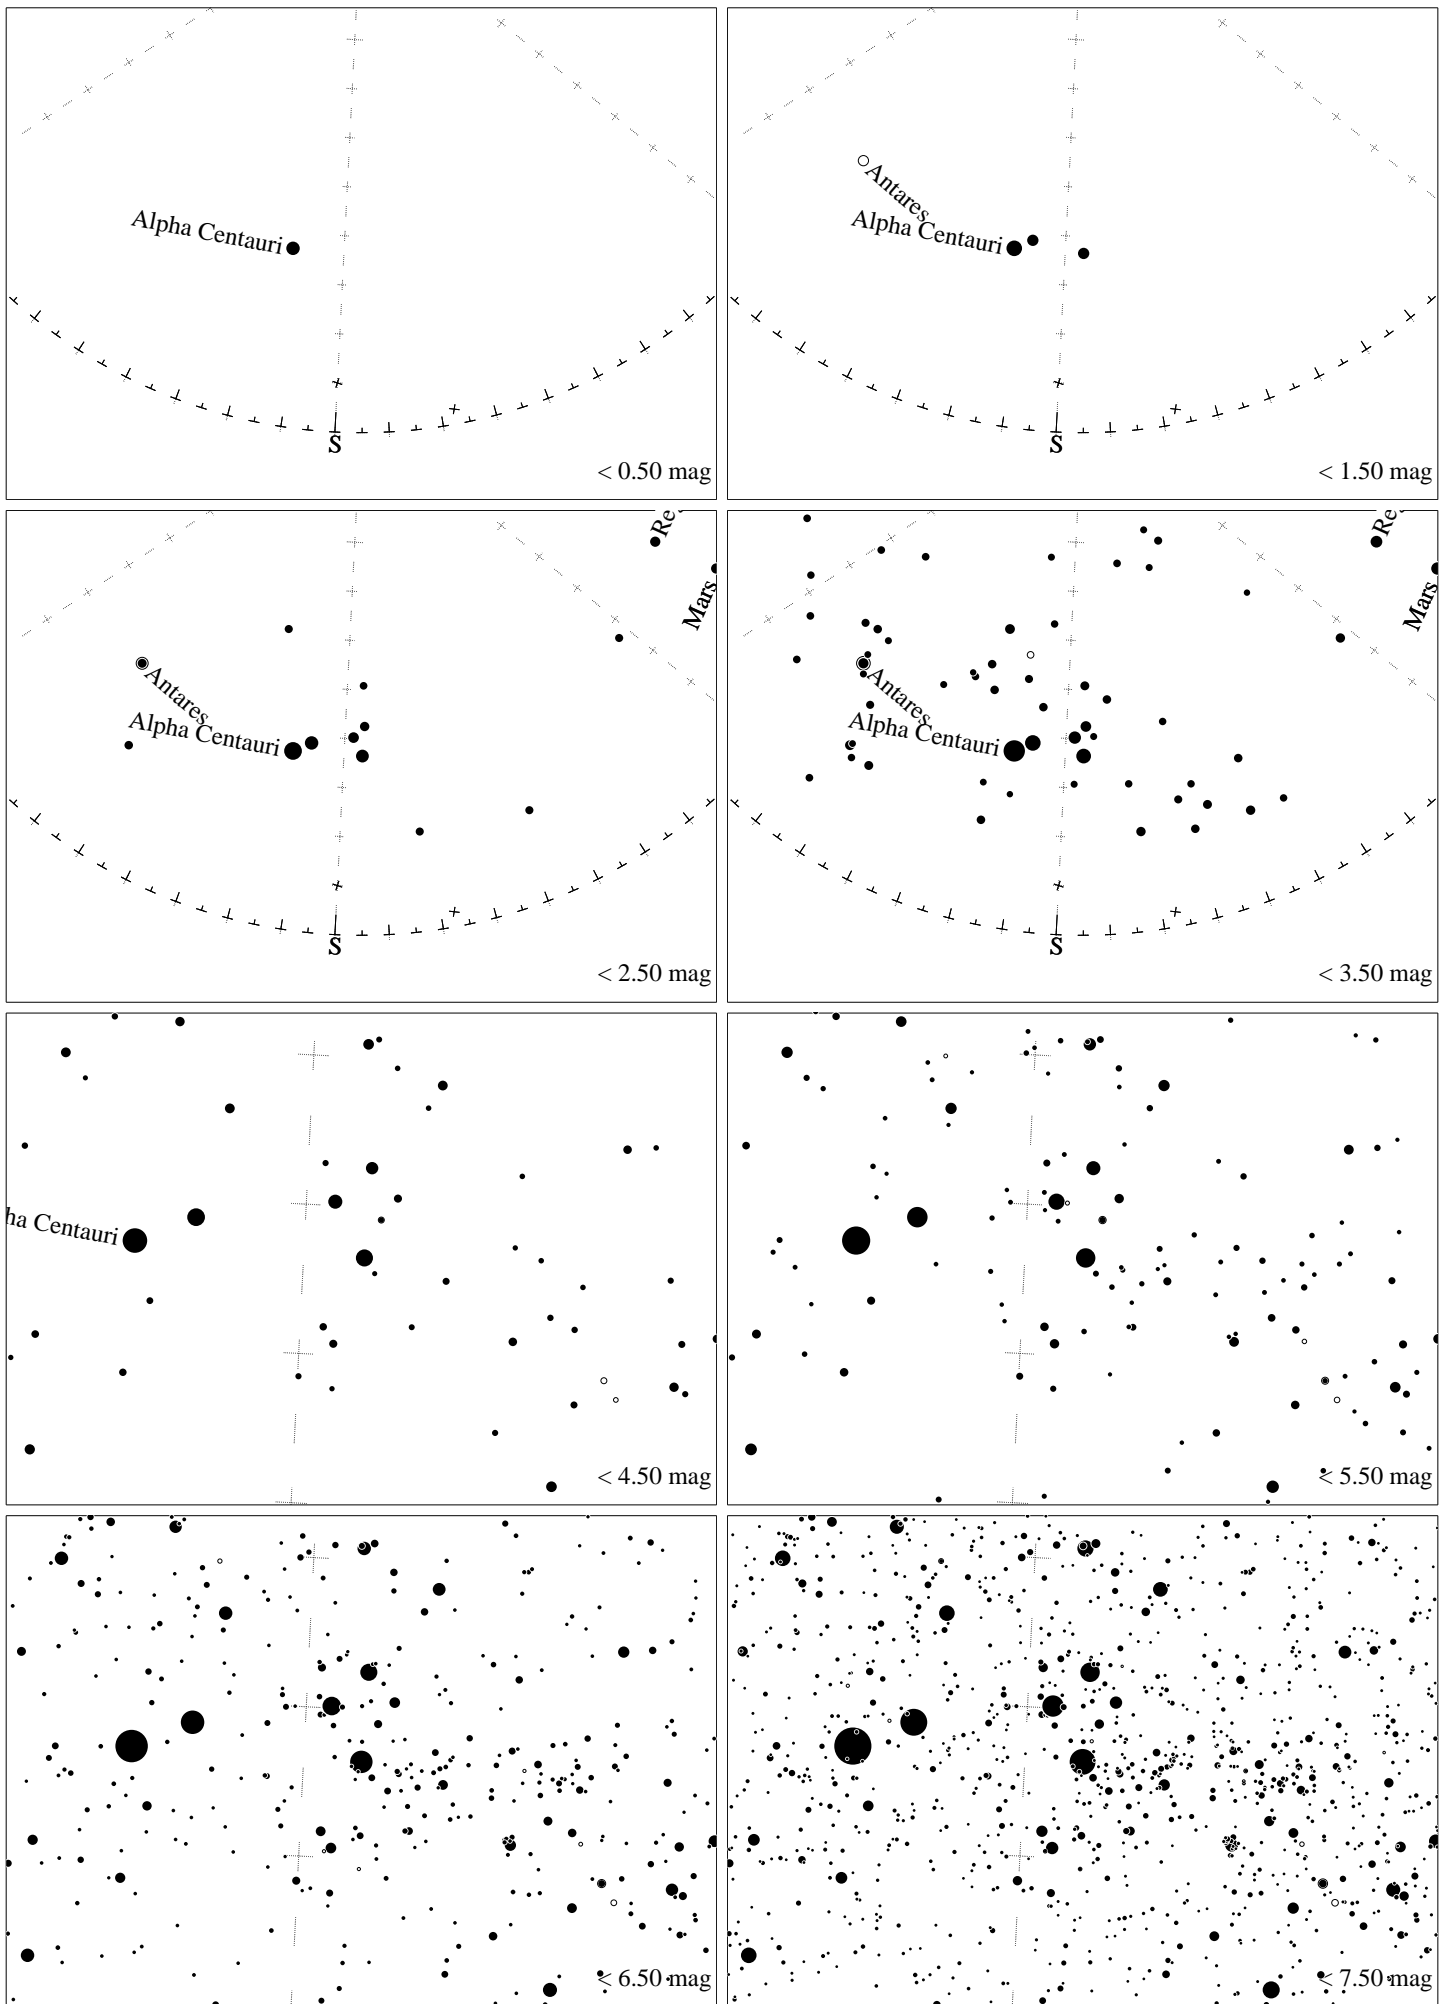 Alpha Centauri
S
< 0.50 mag
Antares
Alpha Centauri
S
< 1.50 mag
Re
Mars
Antares
Alpha Centauri
S
< 2.50 mag
Re
Mars
Antares
Alpha Centauri
S
< 3.50 mag
ha Centauri
< 4.50 mag
< 5.50 mag
< 6.50 mag
< 7.50 mag